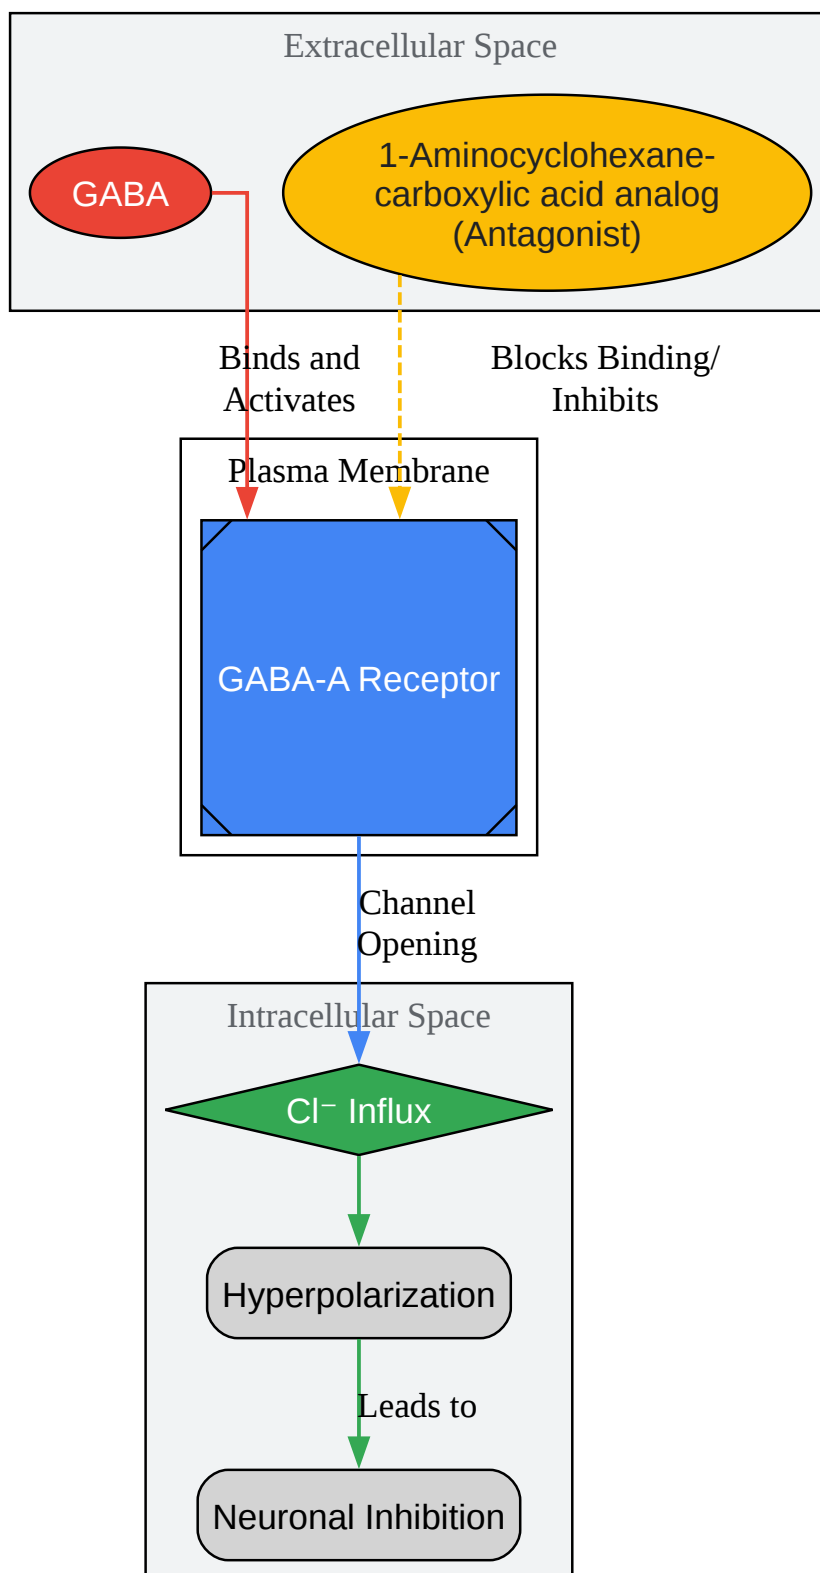 Extracellular Space
GABA
1-Aminocyclohexane-
carboxylic acid analog
(Antagonist)
Binds and
Activates
Blocks Binding/
Inhibits
Plasma Membrane
GABA-A Receptor
Channel
Opening
Intracellular Space
Cl⁻ Influx
Hyperpolarization
Leads to
Neuronal Inhibition